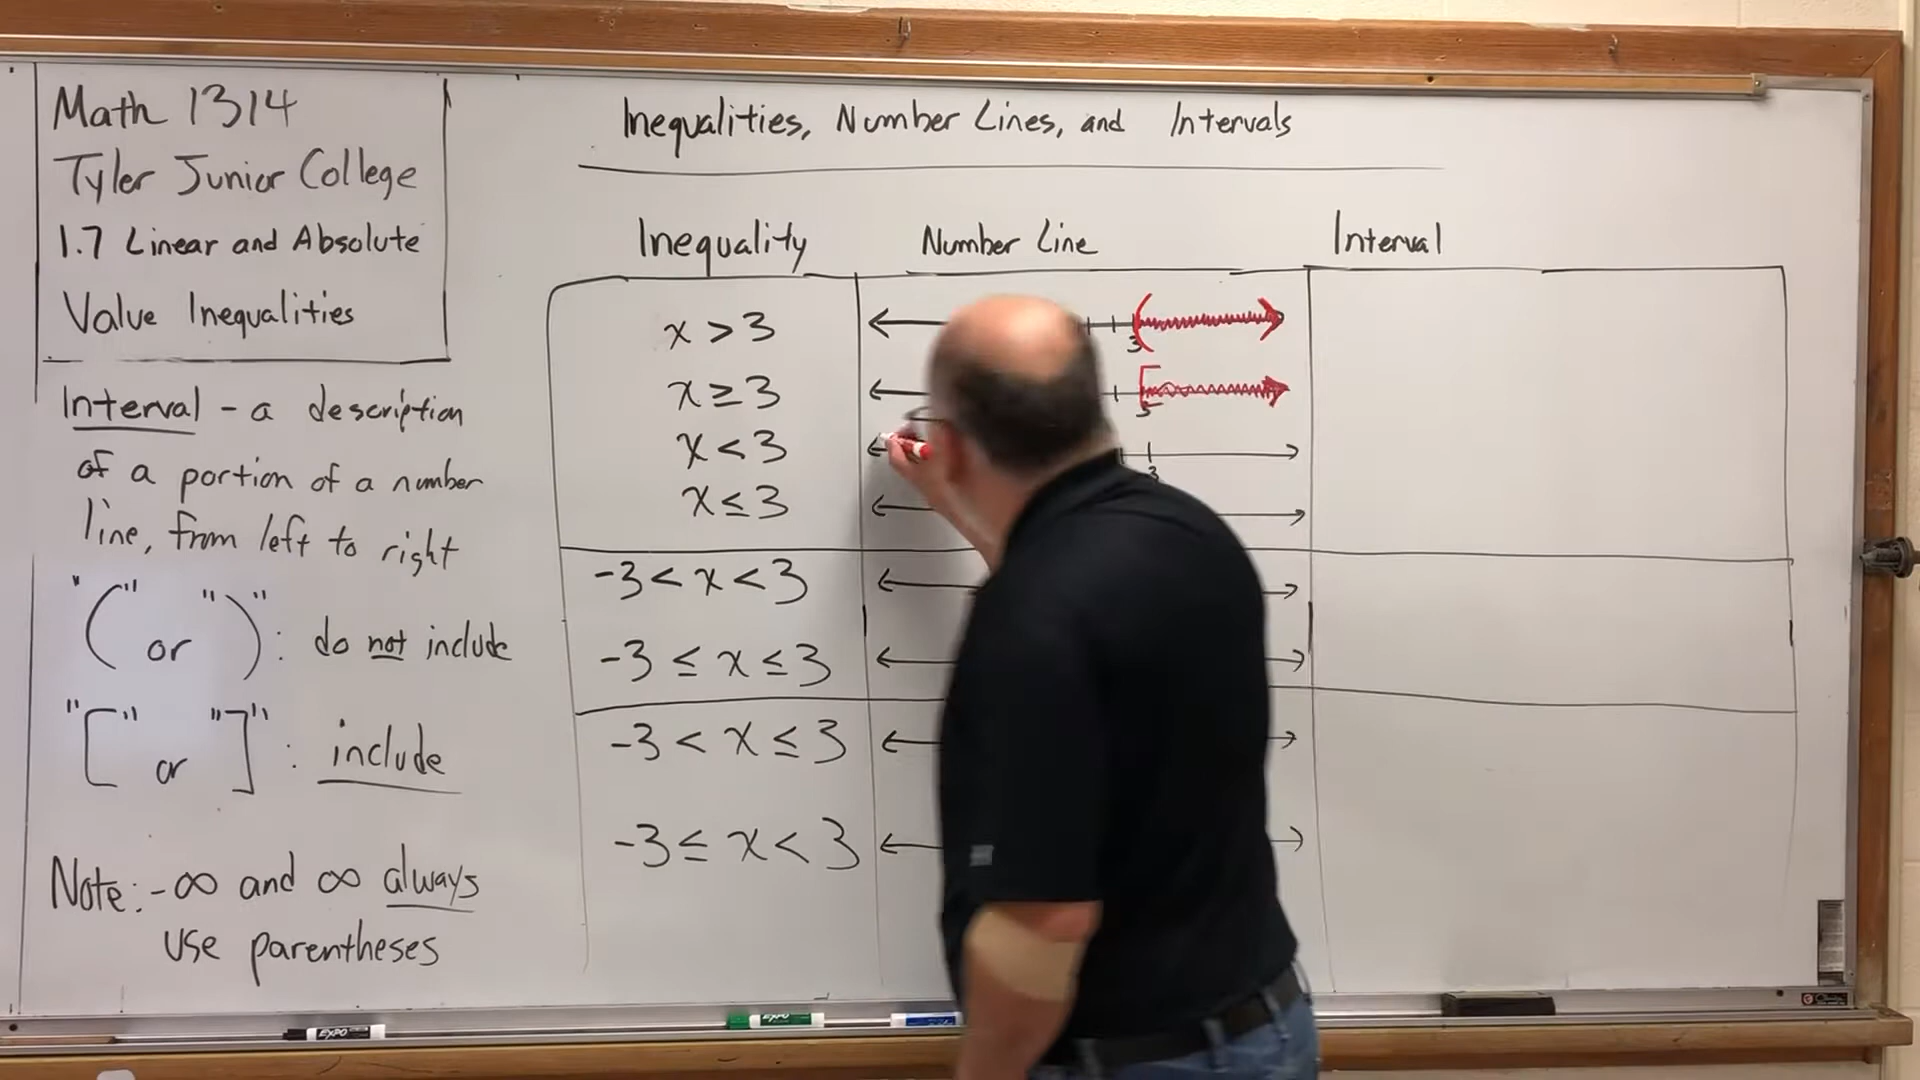 Math 1314
Tyler Junior College
1.7 Linear and Absolute
Value Inequalities
Interval - a description
of a portion of a number
line, from left to right
"(" or ")": do not include
"[" or "]": include
Note: -∞ and ∞ always
use parentheses
Inequalities, Number Lines, and Intervals
Inequality Number Line Interval
x > 3
3
x ≥ 3
3
x < 3
3
x ≤ 3
-3 < x < 3
-3 ≤ x ≤ 3
-3 < x ≤ 3
-3 ≤ x < 3
EXPO
EXPO